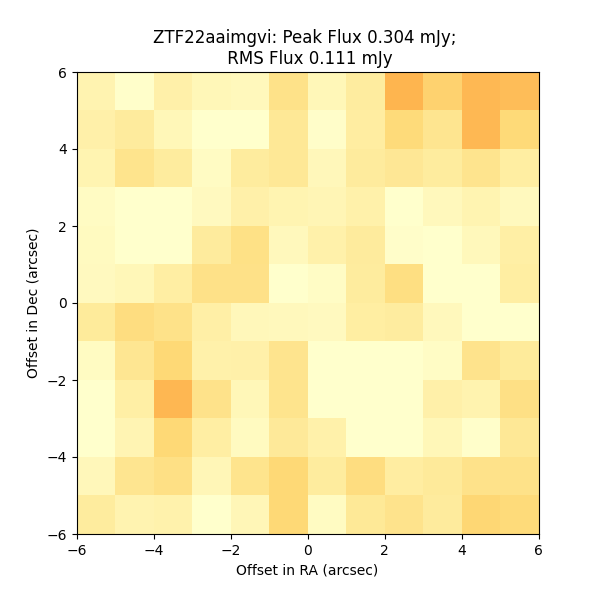 ZTF22aaimgvi: Peak Flux 0.304 mJy;
RMS Flux 0.111 mJy
6
4
2
0
−2
−4
−6
Offset in Dec (arcsec)
−6 −4 −2 0 2 4 6
Offset in RA (arcsec)